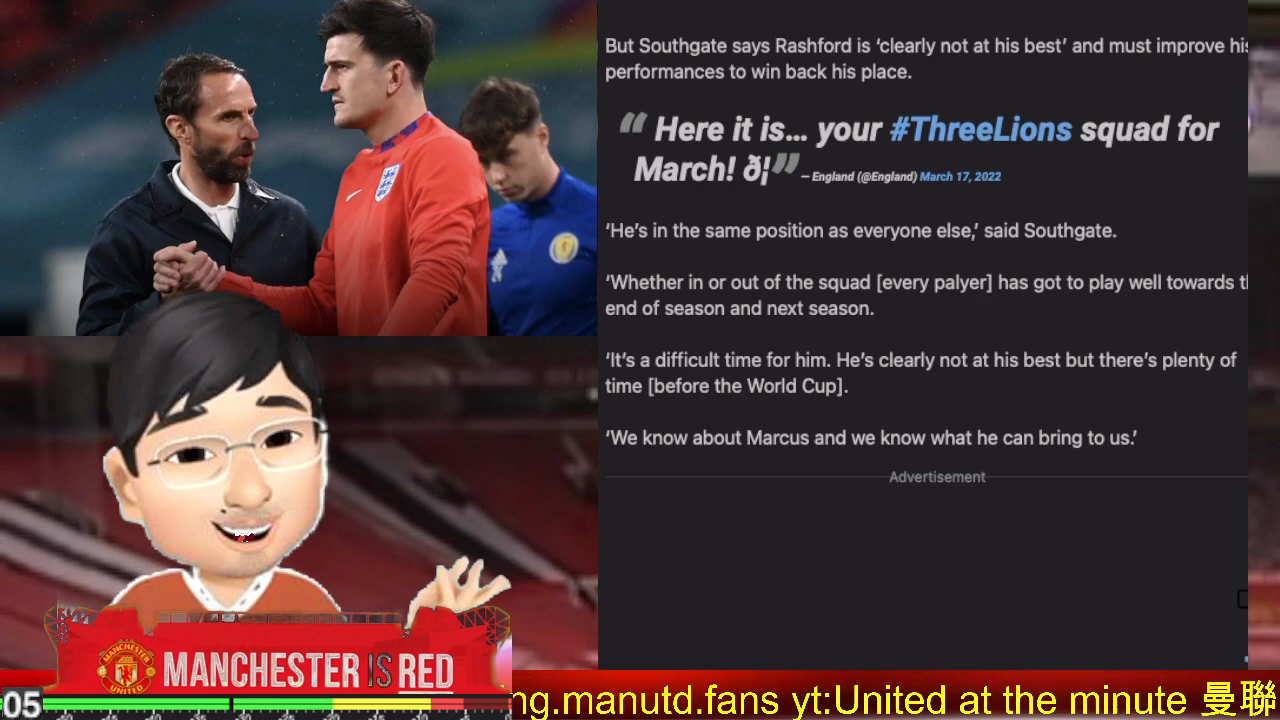 But Southgate says Rashford is ‘clearly not at his best’ and must improve his
performances to win back his place.
“ Here it is… your #ThreeLions squad for
March! ð¦” — England (@England) March 17, 2022
‘He’s in the same position as everyone else,’ said Southgate.
‘Whether in or out of the squad [every palyer] has got to play well towards
end of season and next season.
‘It’s a difficult time for him. He’s clearly not at his best but there’s plenty of
time [before the World Cup].
‘We know about Marcus and we know what he can bring to us.’
Advertisement
MANCHESTER
UNITED
MANCHESTER IS RED
05
ng.manutd.fans yt:United at the minute 曼聯